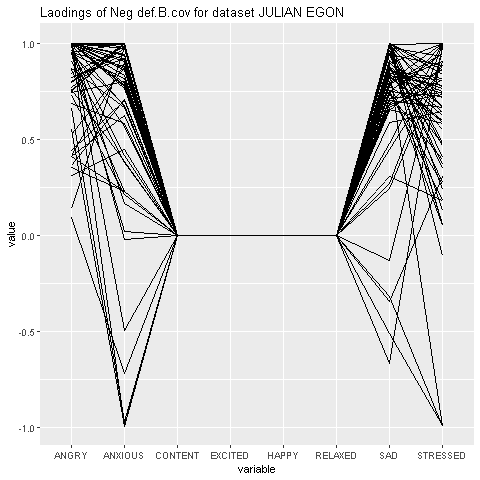 Laodings of Neg def.B.cov for dataset JULIAN EGON
1.0
0.5
0.0
-0.5
-1.0
value
ANGRY ANXIOUS CONTENT EXCITED HAPPY RELAXED SAD STRESSED
variable